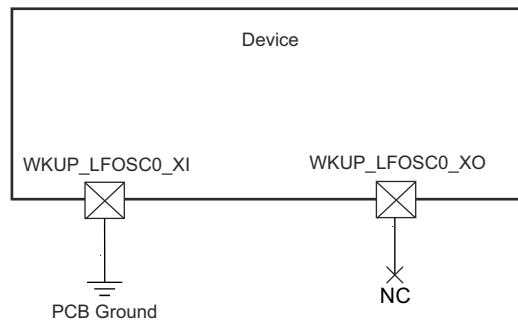 Device
WKUP_LFOSC0_XI
WKUP_LFOSC0_XO
PCB Ground
NC